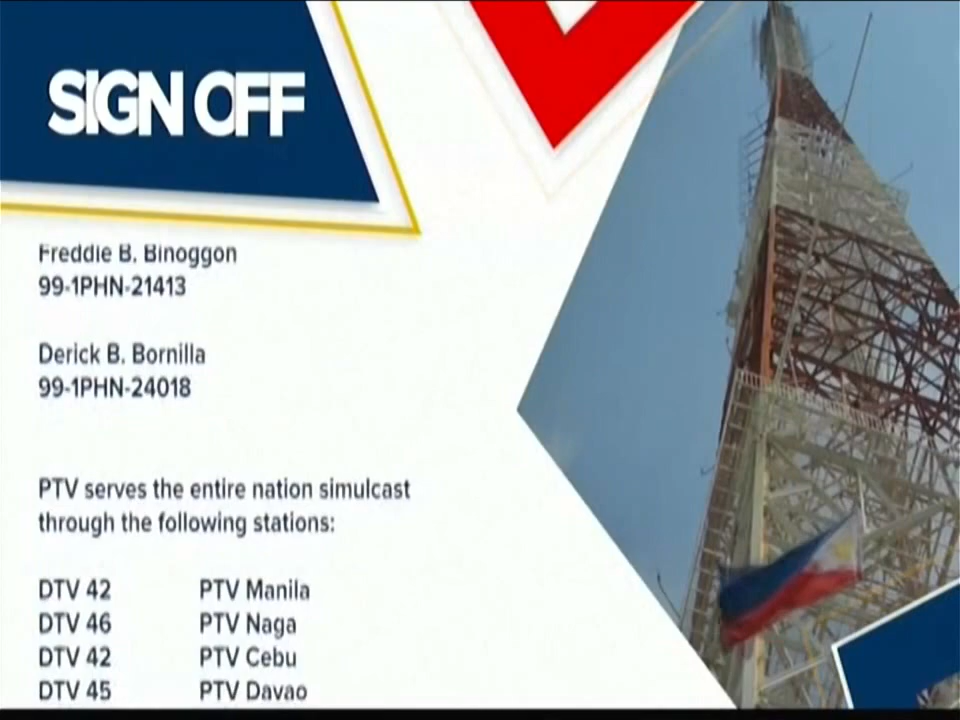 SIGN OFF
Freddie B. Binoggon
99-1PHN-21413
Derick B. Bornilla
99-1PHN-24018
PTV serves the entire nation simulcast
through the following stations:
DTV 42 PTV Manila
DTV 46 PTV Naga
DTV 42 PTV Cebu
DTV 45 PTV Davao